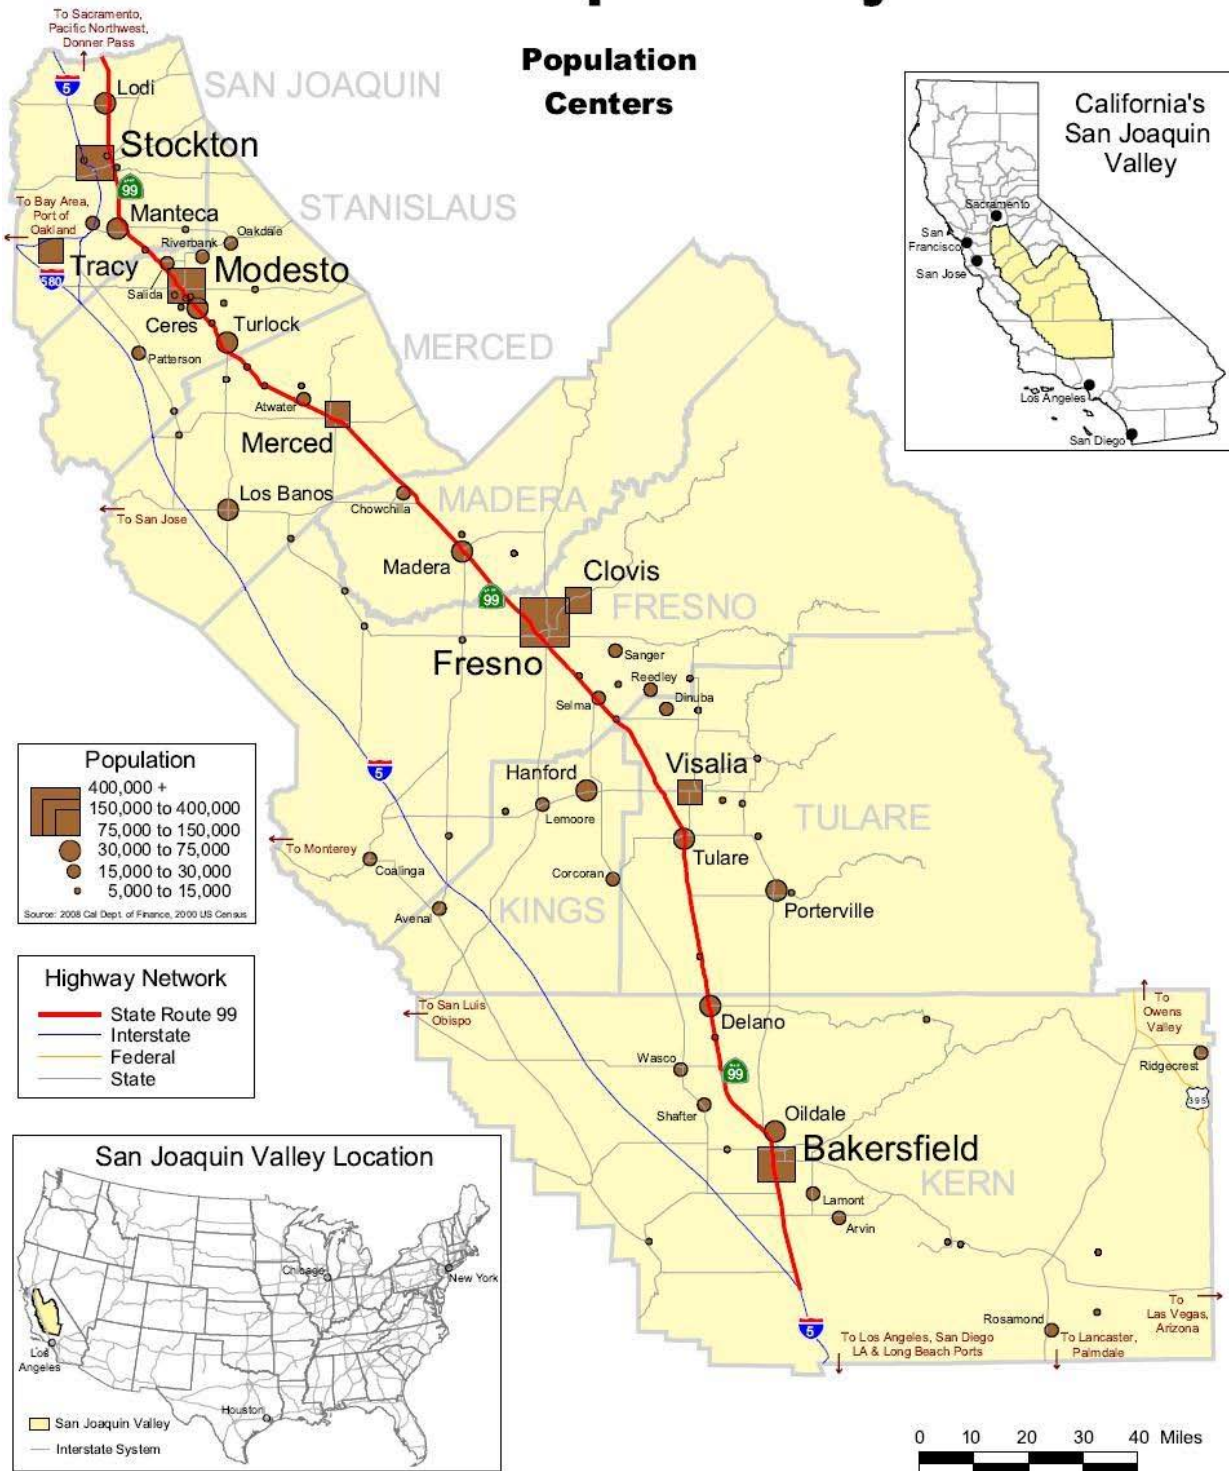 Population
Centers
To Sacramento,
Pacific Northwest,
Donner Pass
5
Lodi
SAN JOAQUIN
Stockton
99
To Bay Area,
Port of
Oakland
Manteca
STANISLAUS
Riverbank
Oakdale
Tracy
580
Modesto
Salida
Ceres
Turlock
MERCED
Patterson
Atwater
Merced
Los Banos
To San Jose
Chowchilla
MADERA
Madera
99
Clovis
FRESNO
Fresno
Sanger
Reedley
Dinuba
Selma
5
Hanford
Visalia
Lemoore
TULARE
To Monterey
Coalinga
Tulare
Corcoran
Avenal
KINGS
Porterville
To San Luis
Obispo
Delano
To
Owens
Valley
Wasco
99
Ridgecrest
395
Shafter
Oildale
Bakersfield
KERN
Lamont
Arvin
5
Rosamond
To
Las Vegas,
Arizona
To Los Angeles, San Diego
LA & Long Beach Ports
To Lancaster,
Palmdale
California's
San Joaquin
Valley
Sacramento
San
Francisco
San Jose
Los Angeles
San Diego
Population
400,000 +
150,000 to 400,000
75,000 to 150,000
30,000 to 75,000
15,000 to 30,000
5,000 to 15,000
Source: 2008 Cal Dept. of Finance, 2000 US Census
Highway Network
State Route 99
Interstate
Federal
State
San Joaquin Valley Location
Chicago
New York
Los
Angeles
Houston
San Joaquin Valley
Interstate System
0 10 20 30 40 Miles